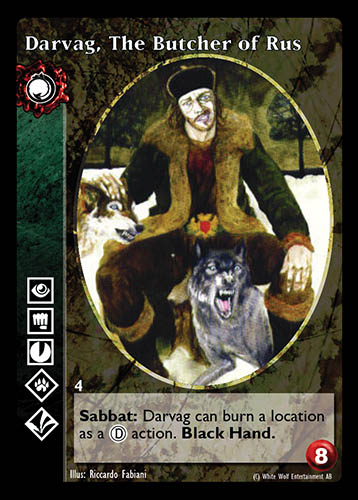 Darvag, The Butcher of Rus
4
Sabbat: Darvag can burn a location
as a Ⓓ action. Black Hand.
8
Illus: Riccardo Fabiani
(C) White Wolf Entertainment AB